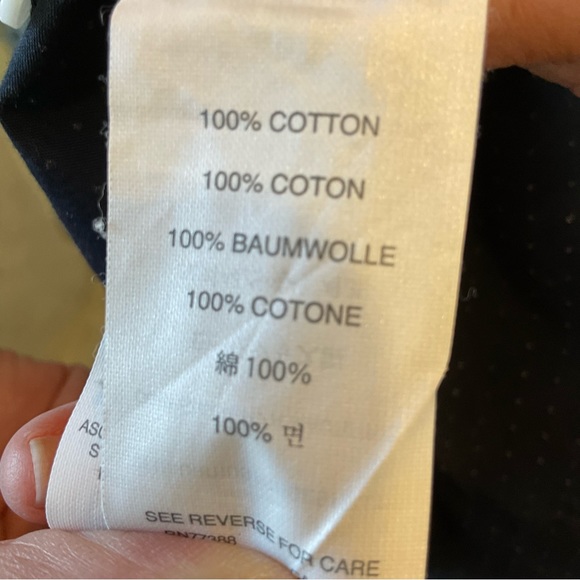 100% COTTON
100% COTON
100% BAUMWOLLE
100% COTONE
綿 100%
100% 면
SEE REVERSE FOR CARE